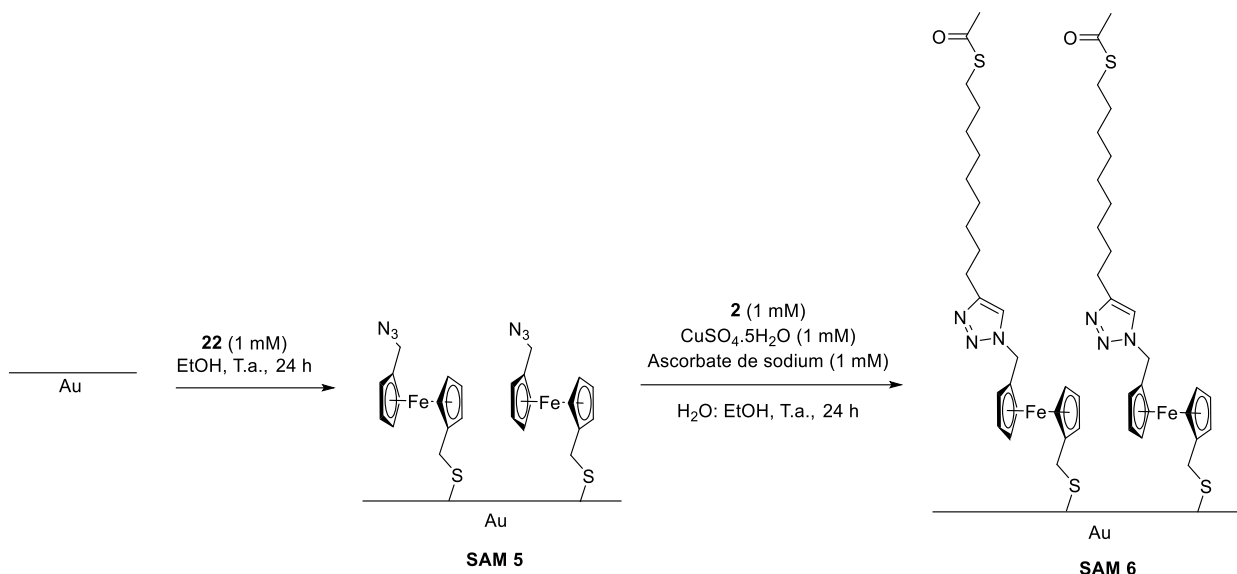 O
S
O
S
N
N
N
N
N
N
N₃
N₃
22 (1 mM)
EtOH, T.a., 24 h
Au
2 (1 mM)
CuSO₄.5H₂O (1 mM)
Ascorbate de sodium (1 mM)
H₂O: EtOH, T.a., 24 h
Fe
Fe
Fe
Fe
S
S
S
S
Au
Au
SAM 5
SAM 6